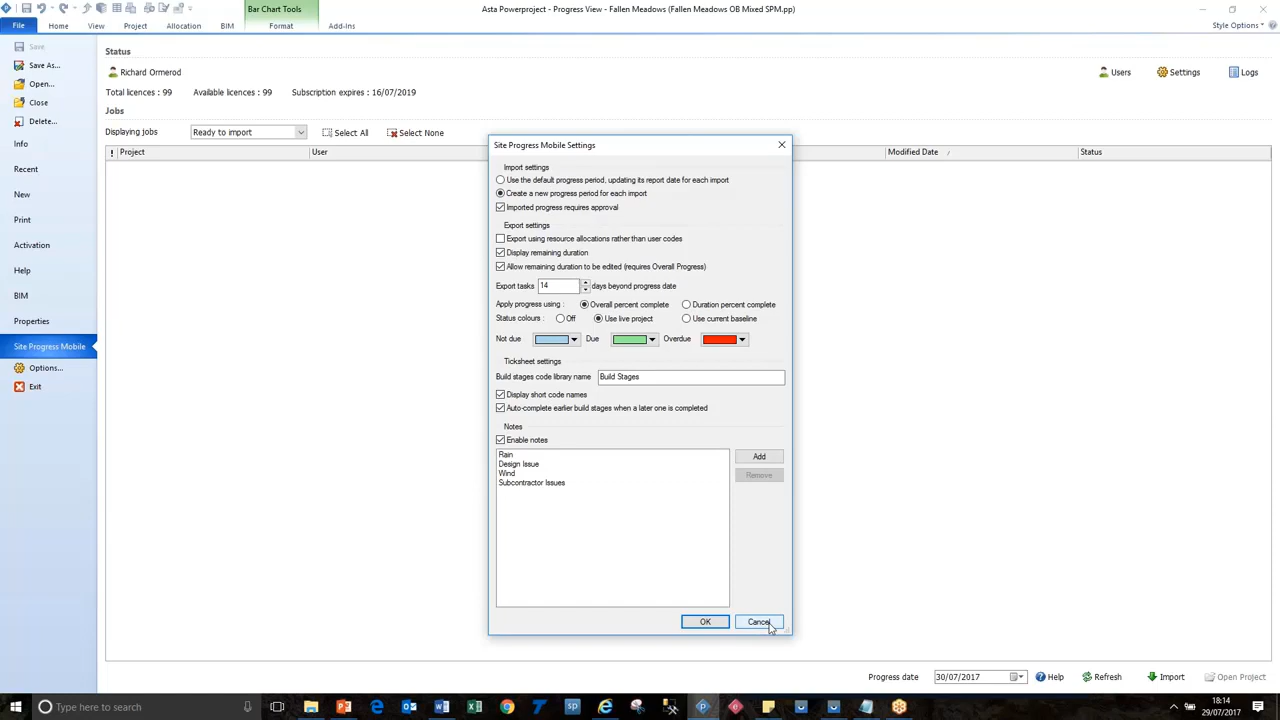 Bar Chart Tools
Asta Powerproject - Progress View - Fallen Meadows (Fallen Meadows OB Mixed SPM.pp)
File Home View Project Allocation BIM Format Add-Ins Style Options
Save
Save As...
Open...
Close
Delete...
Info
Recent
New
Print
Activation
Help
BIM
Properties
Site Progress Mobile
Options...
Exit
Status
Richard Ormerod
Users Settings Logs
Total licences : 99 Available licences : 99 Subscription expires : 16/07/2019
Jobs
Displaying jobs Ready to import Select All Select None
! Project User Modified Date Status
Site Progress Mobile Settings
Import settings
Use the default progress period, updating its report date for each import
Create a new progress period for each import
Imported progress requires approval
Export settings
Export using resource allocations rather than user codes
Display remaining duration
Allow remaining duration to be edited (requires Overall Progress)
Export tasks 14 days beyond progress date
Apply progress using : Overall percent complete Duration percent complete
Status colours : Off Use live project Use current baseline
Not due Due Overdue
Ticksheet settings
Build stages code library name Build Stages
Display short code names
Auto-complete earlier build stages when a later one is completed
Notes
Enable notes
Rain
Design Issue
Wind
Subcontractor Issues
Add
Remove
OK Cancel
Progress date 30/07/2017 Help Refresh Import Open Project
Type here to search
18:14
29/07/2017